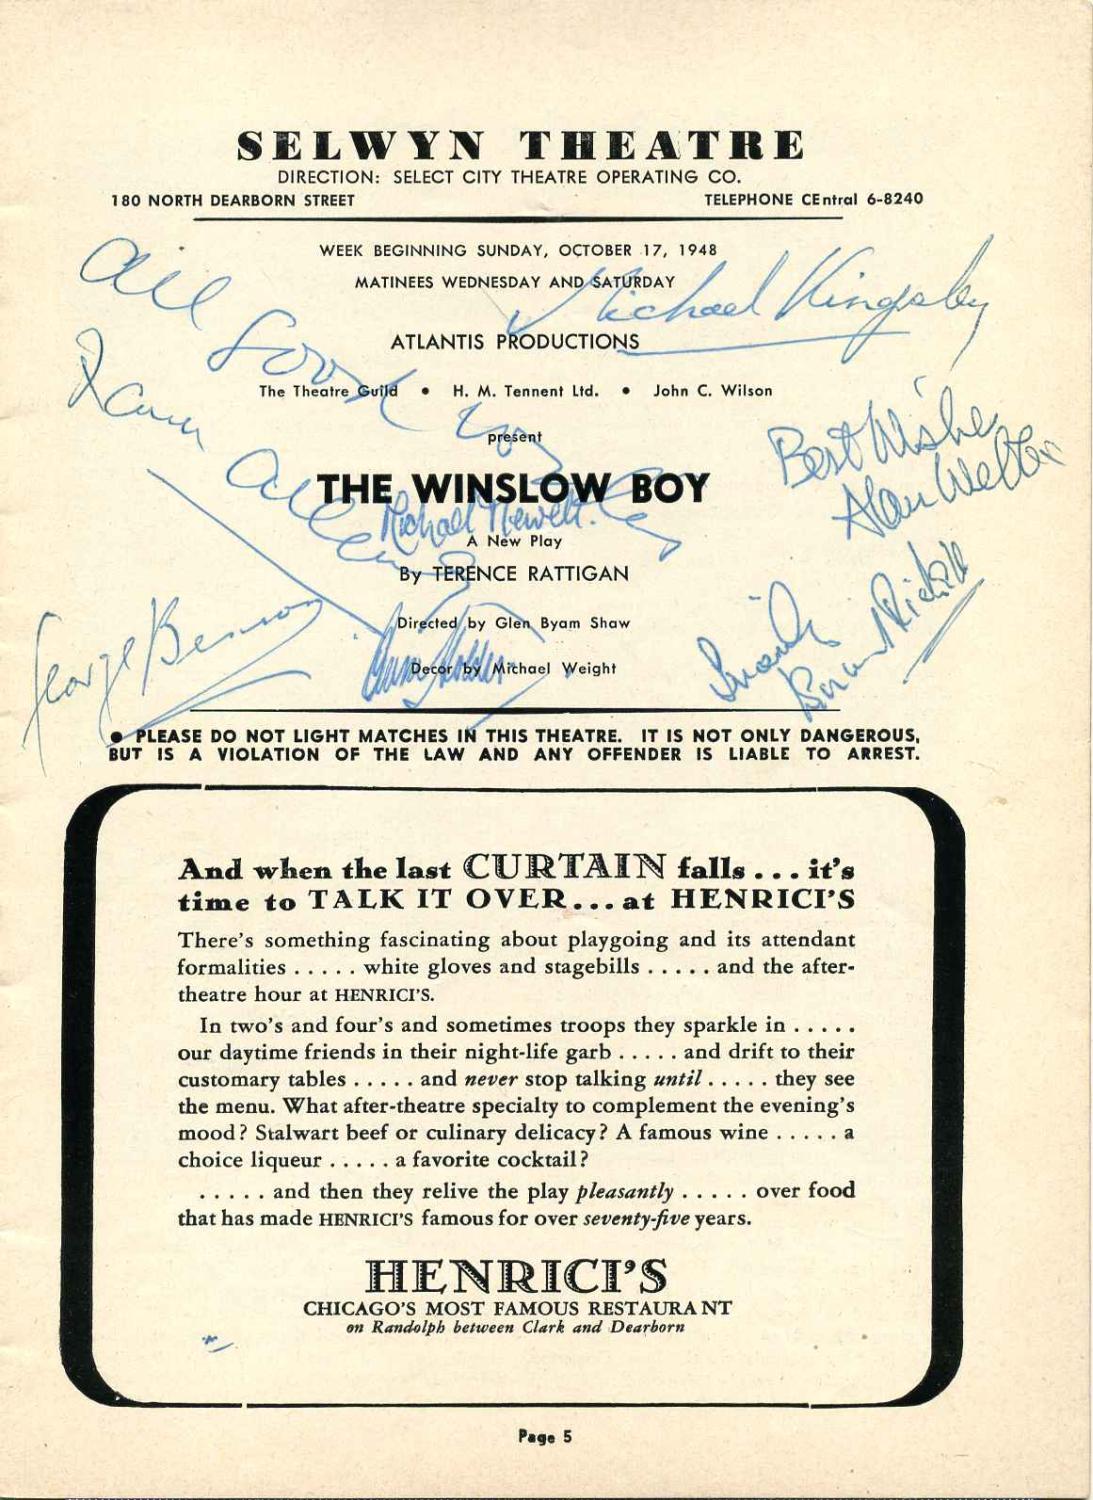 SELWYN THEATRE
DIRECTION: SELECT CITY THEATRE OPERATING CO.
180 NORTH DEARBORN STREET TELEPHONE CEntral 6-8240
WEEK BEGINNING SUNDAY, OCTOBER 17, 1948
MATINEES WEDNESDAY AND SATURDAY
All Good
Michael Kingsley
ATLANTIS PRODUCTIONS
The Theatre Guild • H. M. Tennent Ltd. • John C. Wilson
present
Best Wishes
Alan Webb
THE WINSLOW BOY
Michael Newell.
A New Play
By TERENCE RATTIGAN
George Benson
Directed by Glen Byam Shaw
Decor by Michael Weight
• PLEASE DO NOT LIGHT MATCHES IN THIS THEATRE. IT IS NOT ONLY DANGEROUS,
BUT IS A VIOLATION OF THE LAW AND ANY OFFENDER IS LIABLE TO ARREST.
And when the last CURTAIN falls . . . it's
time to TALK IT OVER . . . at HENRICI'S
There's something fascinating about playgoing and its attendant
formalities . . . . . white gloves and stagebills . . . . . and the after-
theatre hour at HENRICI'S.
In two's and four's and sometimes troops they sparkle in . . . . .
our daytime friends in their night-life garb . . . . . and drift to their
customary tables . . . . . and never stop talking until . . . . . they see
the menu. What after-theatre specialty to complement the evening's
mood? Stalwart beef or culinary delicacy? A famous wine . . . . . a
choice liqueur . . . . . a favorite cocktail?
. . . . . and then they relive the play pleasantly . . . . . over food
that has made HENRICI'S famous for over seventy-five years.
HENRICI'S
CHICAGO'S MOST FAMOUS RESTAURANT
on Randolph between Clark and Dearborn
Page 5